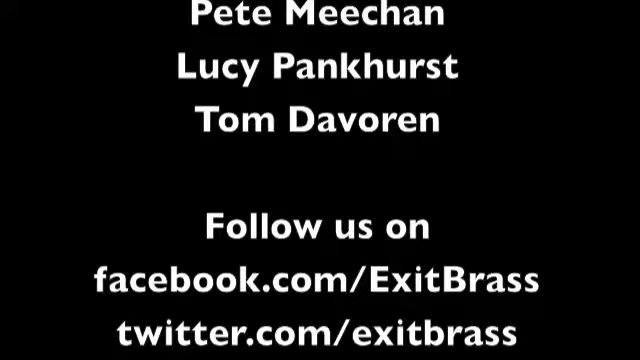 Pete Meechan
Lucy Pankhurst
Tom Davoren
Follow us on
facebook.com/ExitBrass
twitter.com/exitbrass